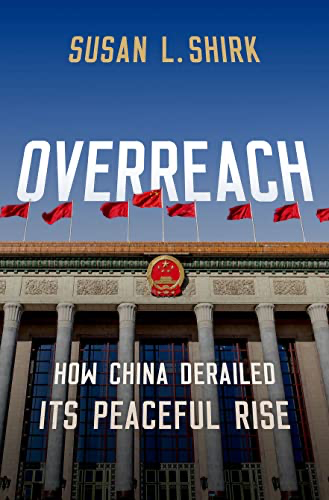 SUSAN L. SHIRK
OVERREACH
HOW CHINA DERAILED
ITS PEACEFUL RISE